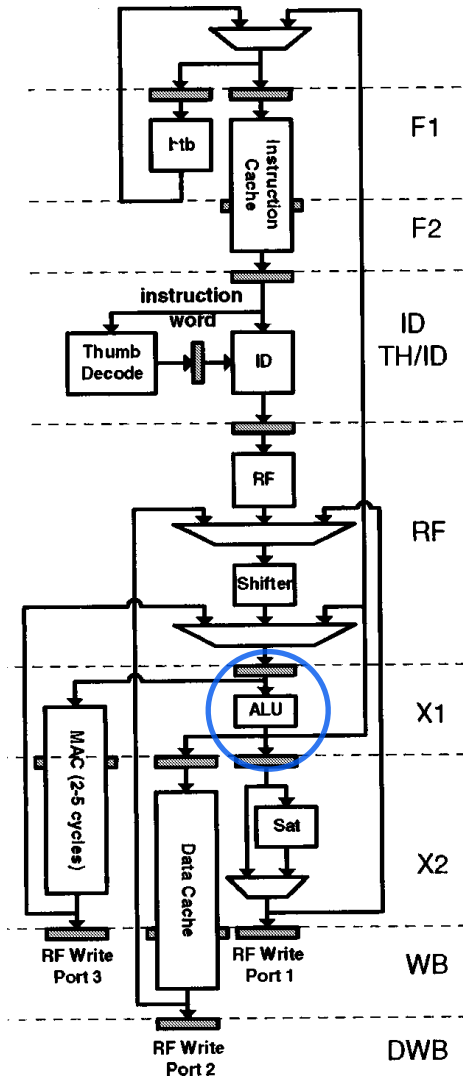 F1
Instruction
Cache
F2
instruction
word
ID
TH/ID
Thumb
Decode
ID
RF
RF
Shifter
ALU
X1
MAC (2-5 cycles)
Data Cache
Sat
X2
RF Write
Port 3
RF Write
Port 1
WB
RF Write
Port 2
DWB